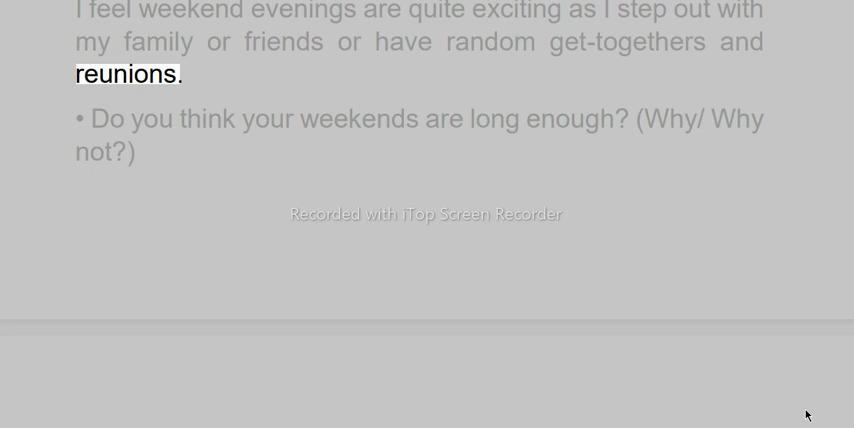 I feel weekend evenings are quite exciting as I step out with
my family or friends or have random get-togethers and
reunions.
• Do you think your weekends are long enough? (Why/ Why
not?)
Recorded with iTop Screen Recorder